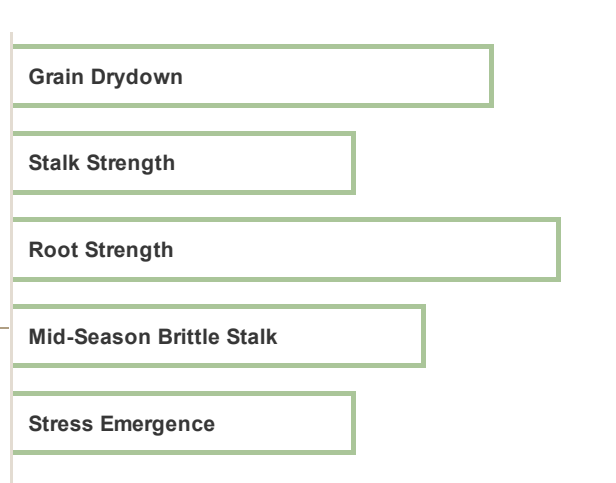 Grain Drydown
Stalk Strength
Root Strength
Mid-Season Brittle Stalk
Stress Emergence